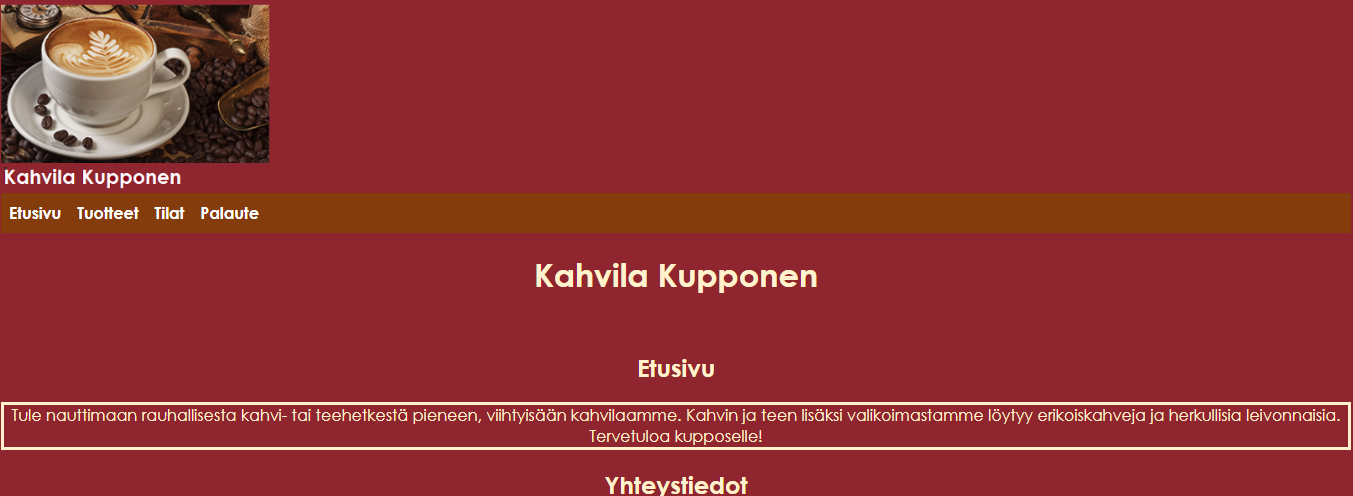 Kahvila Kupponen
Etusivu Tuotteet Tilat Palaute
Kahvila Kupponen
Etusivu
Tule nauttimaan rauhallisesta kahvi- tai teehetkestä pieneen, viihtyisään kahvilaamme. Kahvin ja teen lisäksi valikoimastamme löytyy erikoiskahveja ja herkullisia leivonnaisia.
Tervetuloa kupposelle!
Yhteystiedot